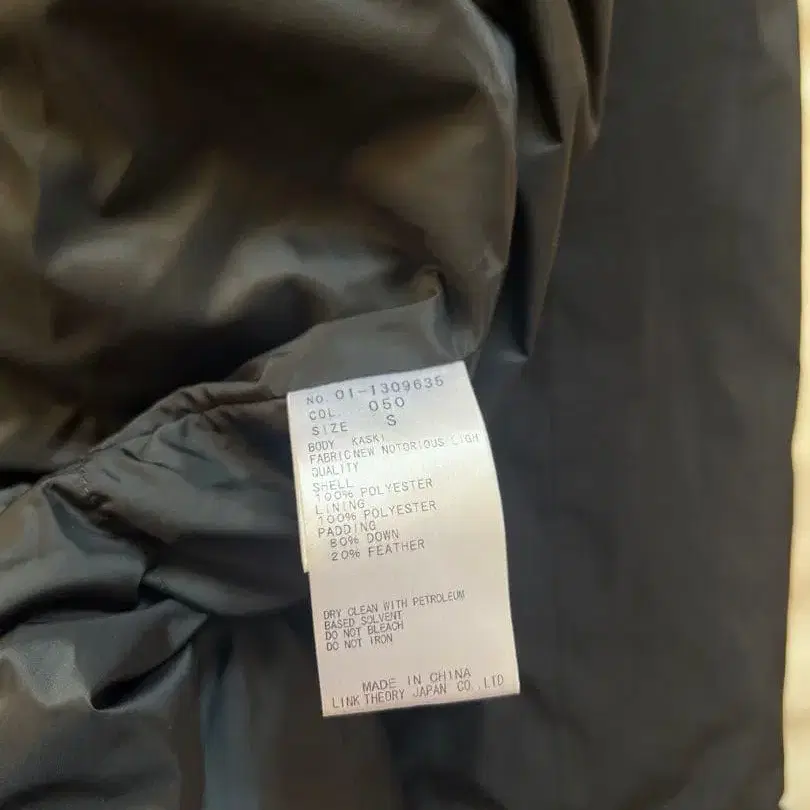 NO. 01-1309635
COL. 050
SIZE S
BODY KASKI
FABRICNEW NOTORIOUS LIGH
QUALITY
SHELL
100% POLYESTER
LINING
100% POLYESTER
PADDING
80% DOWN
20% FEATHER
DRY CLEAN WITH PETROLEUM
BASED SOLVENT
DO NOT BLEACH
DO NOT IRON
MADE IN CHINA
LINK THEORY JAPAN CO.,LTD